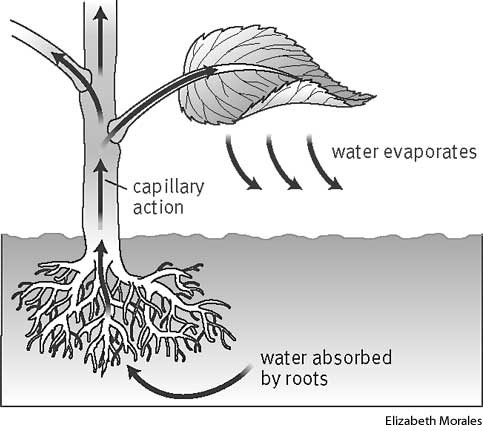 water evaporates
capillary
action
water absorbed
by roots
Elizabeth Morales